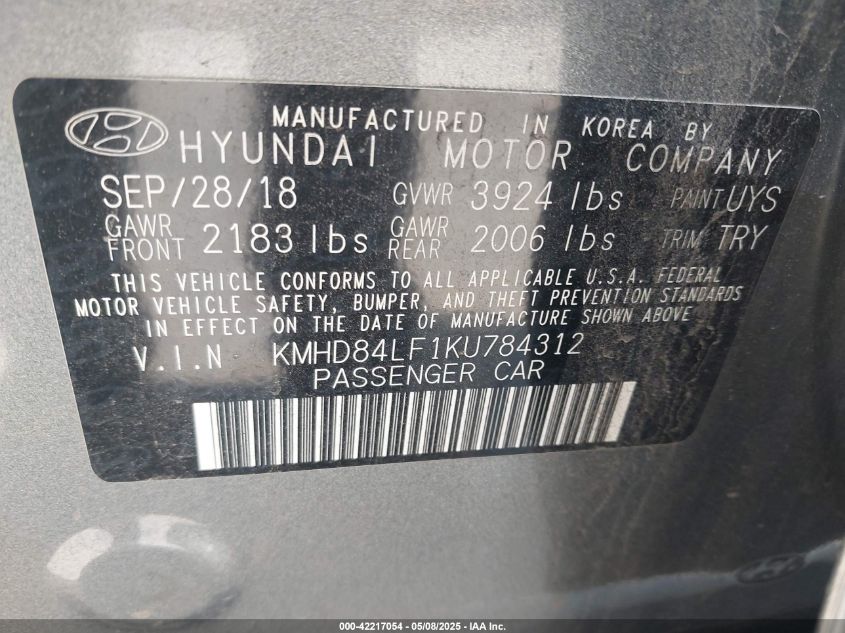 MANUFACTURED IN KOREA BY
HYUNDAI MOTOR COMPANY
SEP/28/18 GVWR 3924 lbs PAINT UYS
GAWR FRONT 2183 lbs GAWR REAR 2006 lbs TRIM TRY
THIS VEHICLE CONFORMS TO ALL APPLICABLE U.S.A. FEDERAL
MOTOR VEHICLE SAFETY, BUMPER, AND THEFT PREVENTION STANDARDS
IN EFFECT ON THE DATE OF MANUFACTURE SHOWN ABOVE
V.I.N KMHD84LF1KU784312
PASSENGER CAR
000-42217054 - 05/08/2025 - IAA Inc.